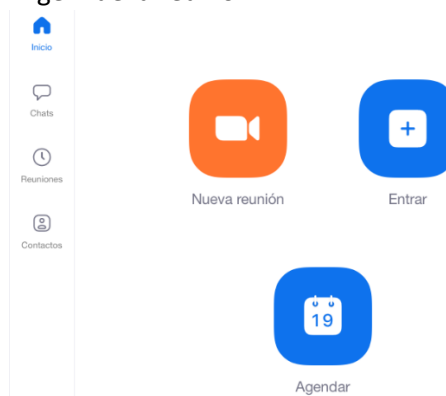 Inicio
Chats
Reuniones
Contactos
Nueva reunión
Entrar
19
Agendar